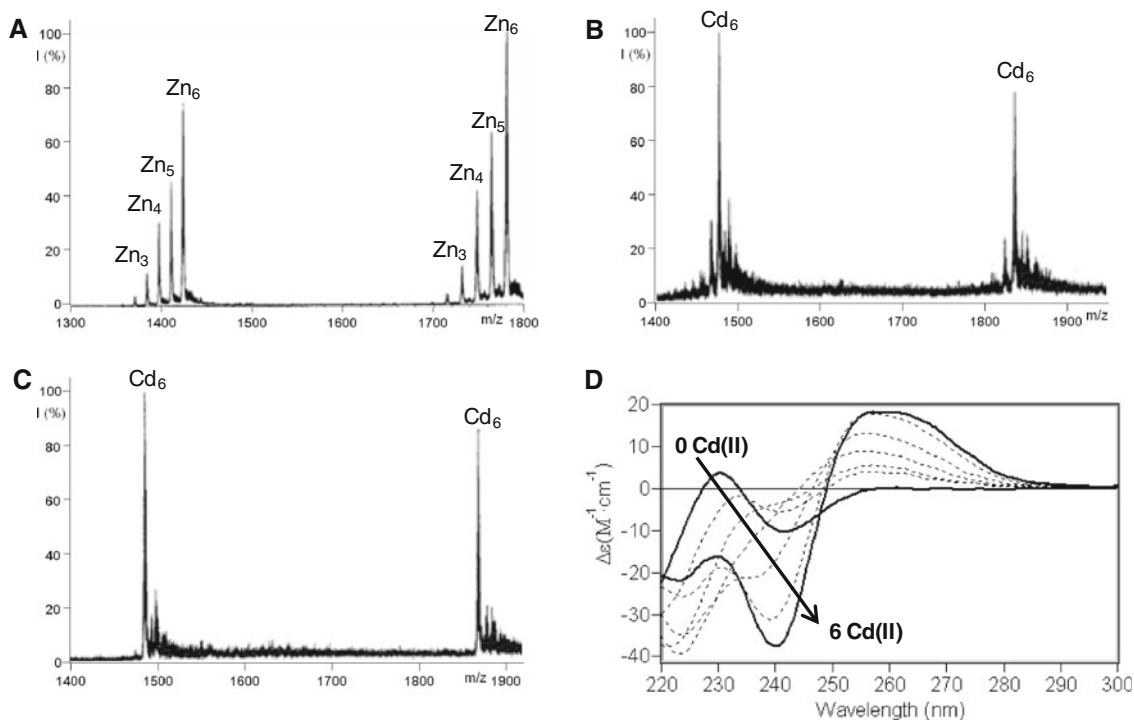 A
I (%)
100
80
60
40
20
0
Zn₃
Zn₄
Zn₅
Zn₆
Zn₃
Zn₄
Zn₅
Zn₆
1300 1400 1500 1600 1700 1800
m/z
B
I (%)
100
80
60
40
20
0
Cd₆
Cd₆
1400 1500 1600 1700 1800 1900
m/z
C
I (%)
100
80
60
40
20
0
Cd₆
Cd₆
1400 1500 1600 1700 1800 1900
m/z
D
20
10
0
-10
-20
-30
-40
Δε(M⁻¹·cm⁻¹)
0 Cd(II)
6 Cd(II)
220 230 240 250 260 270 280 290 300
Wavelength (nm)